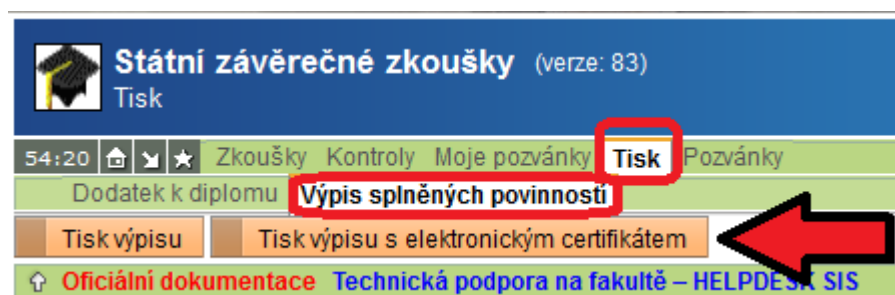 Státní závěrečné zkoušky (verze: 83)
Tisk
54:20 Zkoušky Kontroly Moje pozvánky Tisk Pozvánky
Dodatek k diplomu Výpis splněných povinností
Tisk výpisu Tisk výpisu s elektronickým certifikátem
Oficiální dokumentace Technická podpora na fakultě – HELPDESK SIS